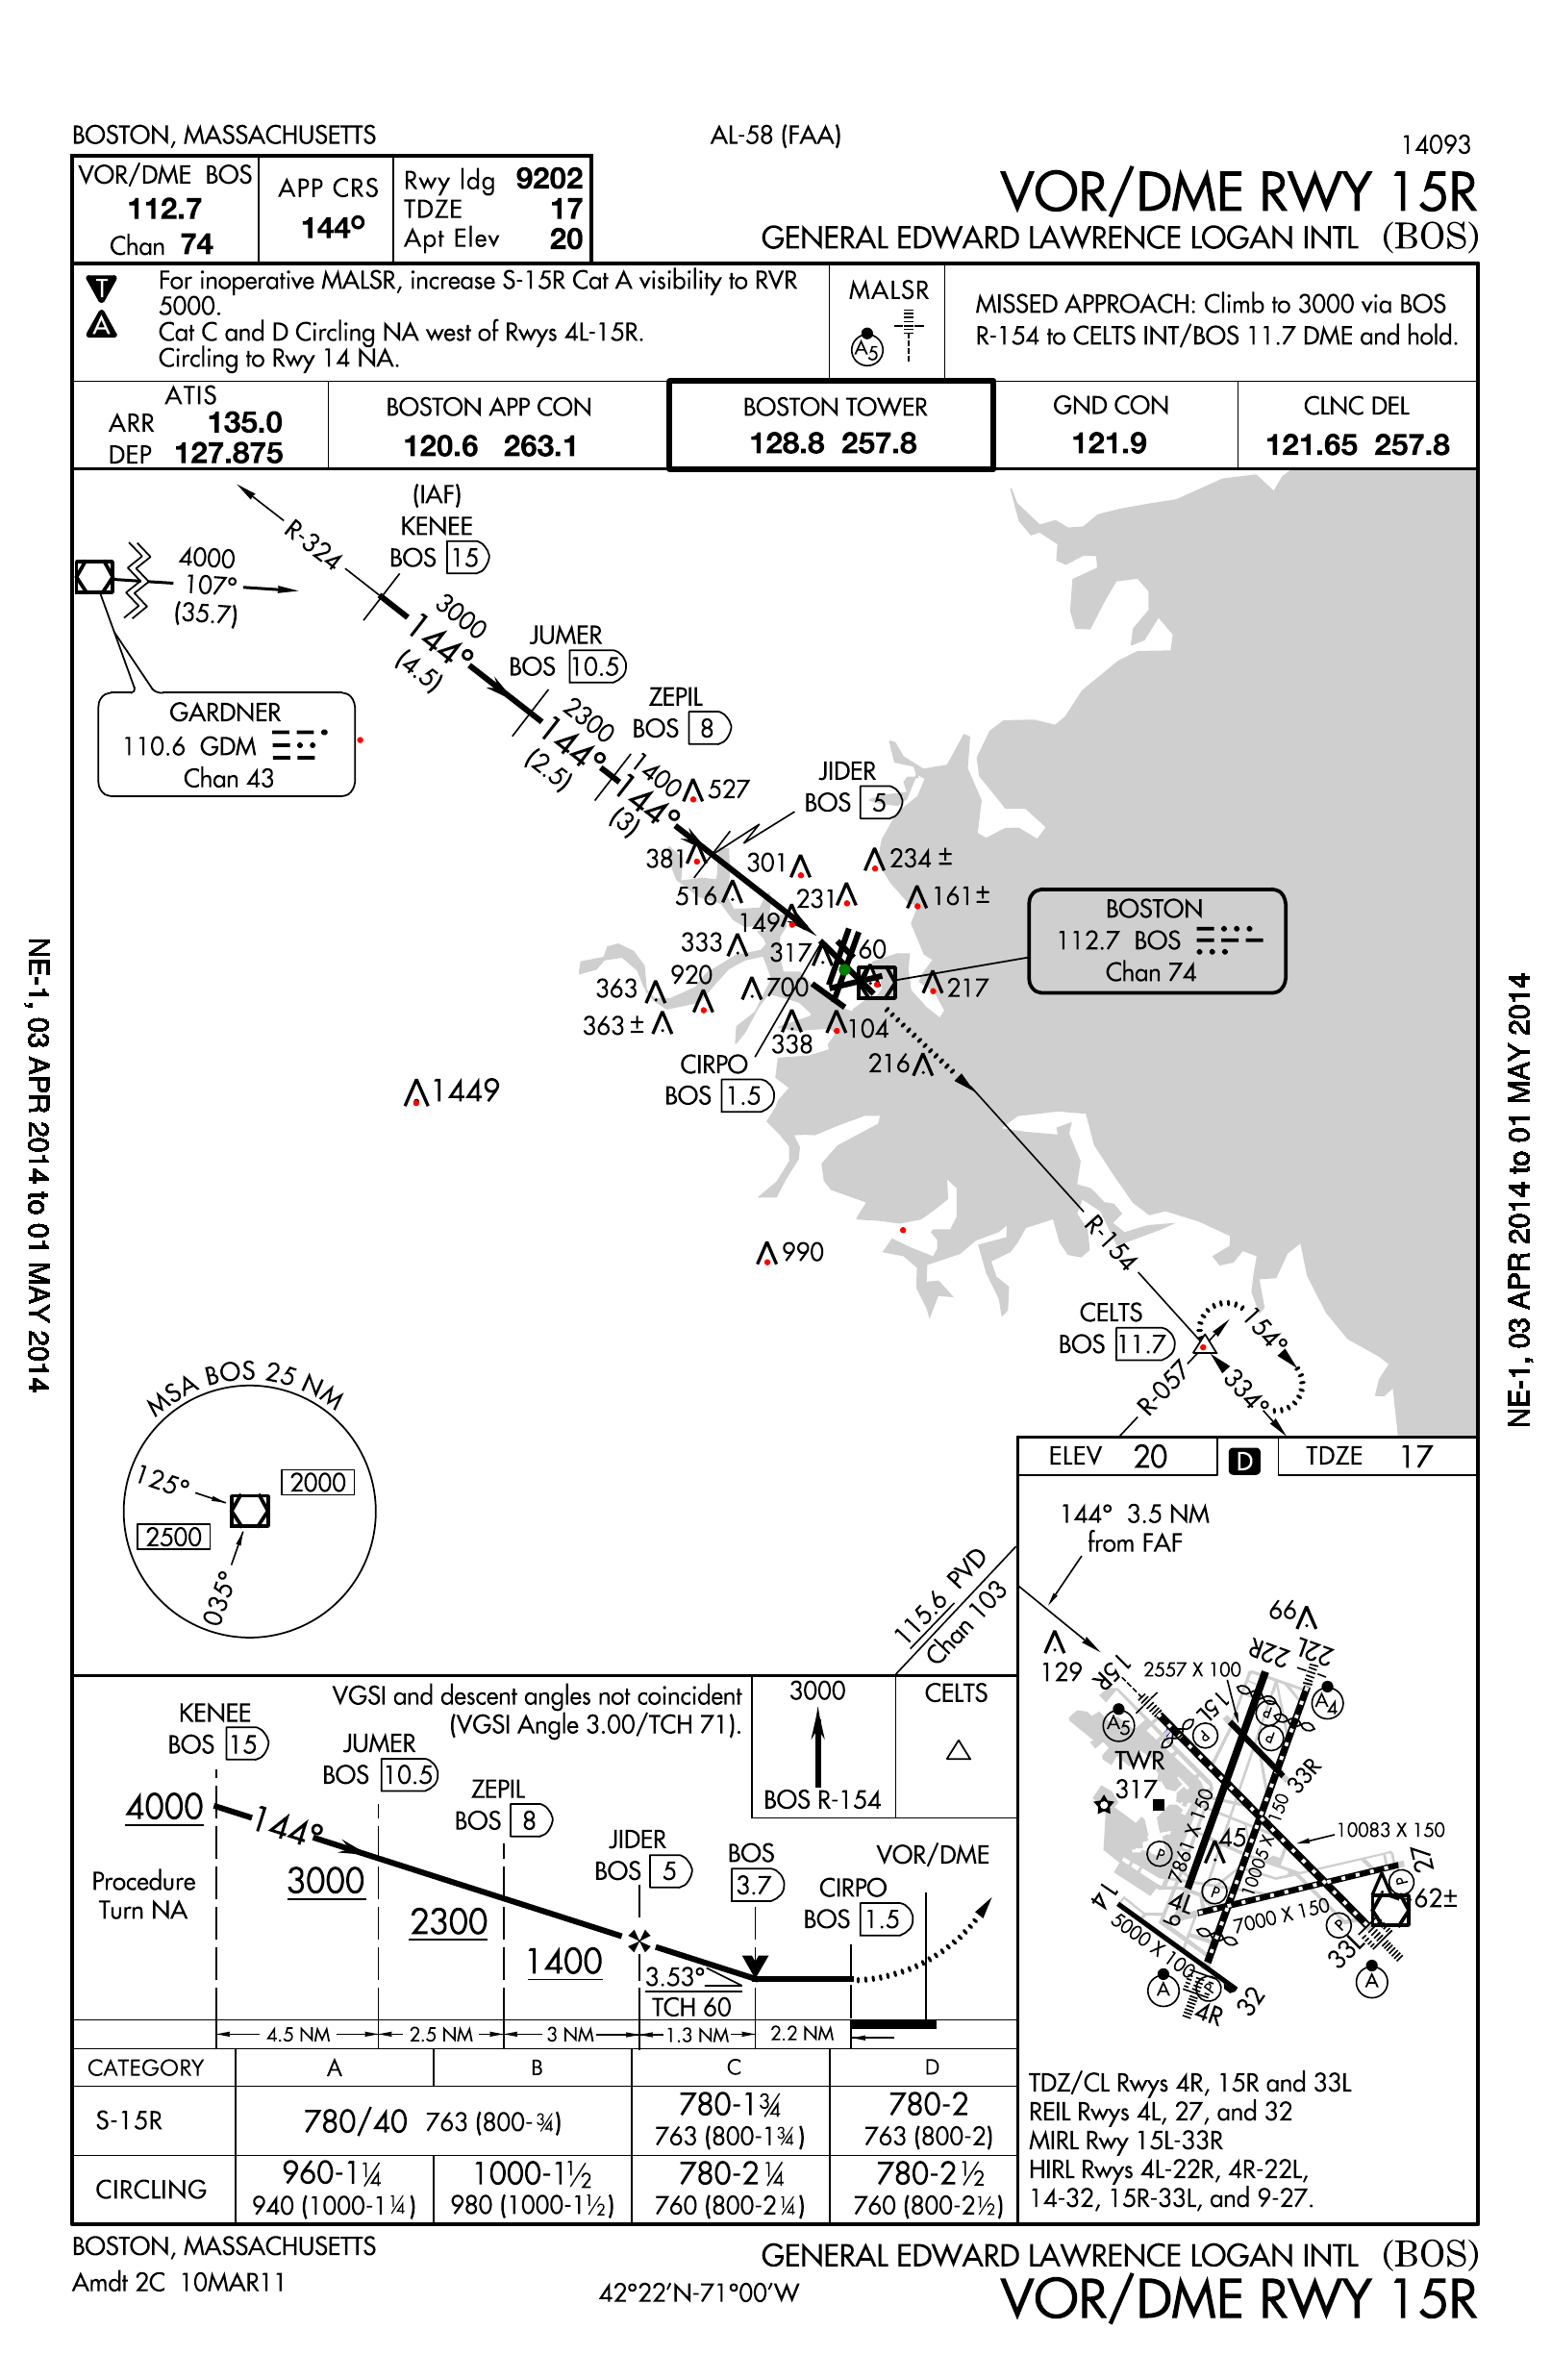 BOSTON, MASSACHUSETTS
AL-58 (FAA)
14093
VOR/DME BOS
112.7
Chan 74
APP CRS
144°
Rwy ldg 9202
TDZE 17
Apt Elev 20
VOR/DME RWY 15R
GENERAL EDWARD LAWRENCE LOGAN INTL (BOS)
T
A
For inoperative MALSR, increase S-15R Cat A visibility to RVR
5000.
Cat C and D Circling NA west of Rwys 4L-15R.
Circling to Rwy 14 NA.
MALSR
A5
MISSED APPROACH: Climb to 3000 via BOS
R-154 to CELTS INT/BOS 11.7 DME and hold.
ATIS
ARR 135.0
DEP 127.875
BOSTON APP CON
120.6 263.1
BOSTON TOWER
128.8 257.8
GND CON
121.9
CLNC DEL
121.65 257.8
(IAF)
KENEE
BOS 15
R-324
4000
107°
(35.7)
3000
144°
(4.5)
JUMER
BOS 10.5
GARDNER
110.6 GDM
Chan 43
2300
144°
(2.5)
ZEPIL
BOS 8
1400
144°
(3)
527
JIDER
BOS 5
381
301
234 ±
516
231
161±
149
333
317
60
BOSTON
112.7 BOS
Chan 74
363
920
700
217
363 ±
338
104
CIRPO
BOS 1.5
216
1449
990
R-154
CELTS
BOS 11.7
154°
334°
R-057
MSA BOS 25 NM
125°
2000
2500
035°
115.6 PVD
Chan 103
NE-1, 03 APR 2014 to 01 MAY 2014
NE-1, 03 APR 2014 to 01 MAY 2014
ELEV 20
D
TDZE 17
144° 3.5 NM
from FAF
129
15R
2557 X 100
15L
66
22R
22L
A4
A5
P
P
P
TWR
317
33R
7861 X 150
10005 X 150
10083 X 150
45
P
P
27
P
62±
14
4L
9
7000 X 150
P
33L
5000 X 100
A
P
4R
32
A
TDZ/CL Rwys 4R, 15R and 33L
REIL Rwys 4L, 27, and 32
MIRL Rwy 15L-33R
HIRL Rwys 4L-22R, 4R-22L,
14-32, 15R-33L, and 9-27.
VGSI and descent angles not coincident
(VGSI Angle 3.00/TCH 71).
3000
BOS R-154
CELTS
KENEE
BOS 15
JUMER
BOS 10.5
ZEPIL
BOS 8
JIDER
BOS 5
BOS
3.7
CIRPO
BOS 1.5
VOR/DME
4000
144°
3000
2300
1400
3.53°
TCH 60
Procedure
Turn NA
4.5 NM
2.5 NM
3 NM
1.3 NM
2.2 NM
CATEGORY A B C D
S-15R
780/40 763 (800-¾)
780-1¾
763 (800-1¾)
780-2
763 (800-2)
CIRCLING
960-1¼
940 (1000-1¼)
1000-1½
980 (1000-1½)
780-2¼
760 (800-2¼)
780-2½
760 (800-2½)
BOSTON, MASSACHUSETTS
Amdt 2C 10MAR11
42°22'N-71°00'W
GENERAL EDWARD LAWRENCE LOGAN INTL (BOS)
VOR/DME RWY 15R